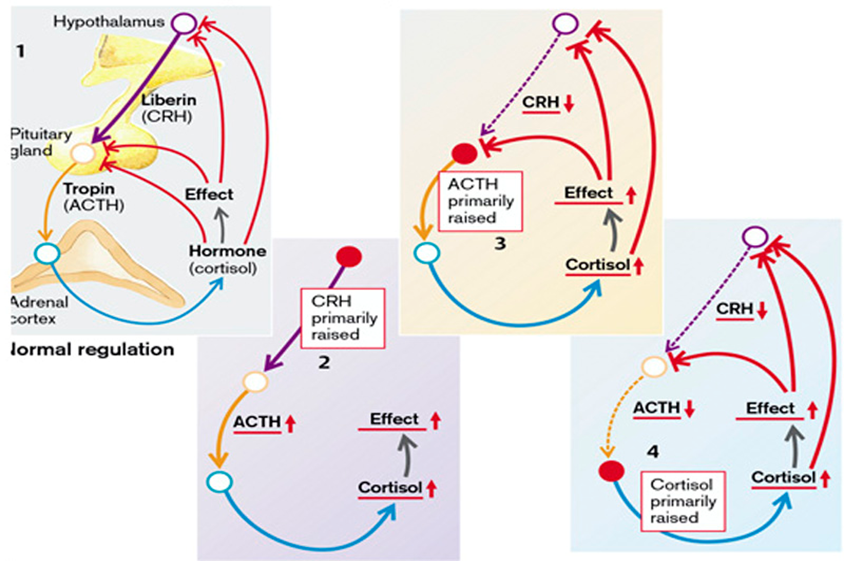 Hypothalamus
1
Liberin
(CRH)
Pituitary
gland
Tropin
(ACTH)
Effect
Hormone
(cortisol)
Adrenal
cortex
Normal regulation
CRH
primarily
raised
2
ACTH
Effect
Cortisol
CRH
ACTH
primarily
raised
3
Effect
Cortisol
CRH
ACTH
Effect
4
Cortisol
Cortisol
primarily
raised